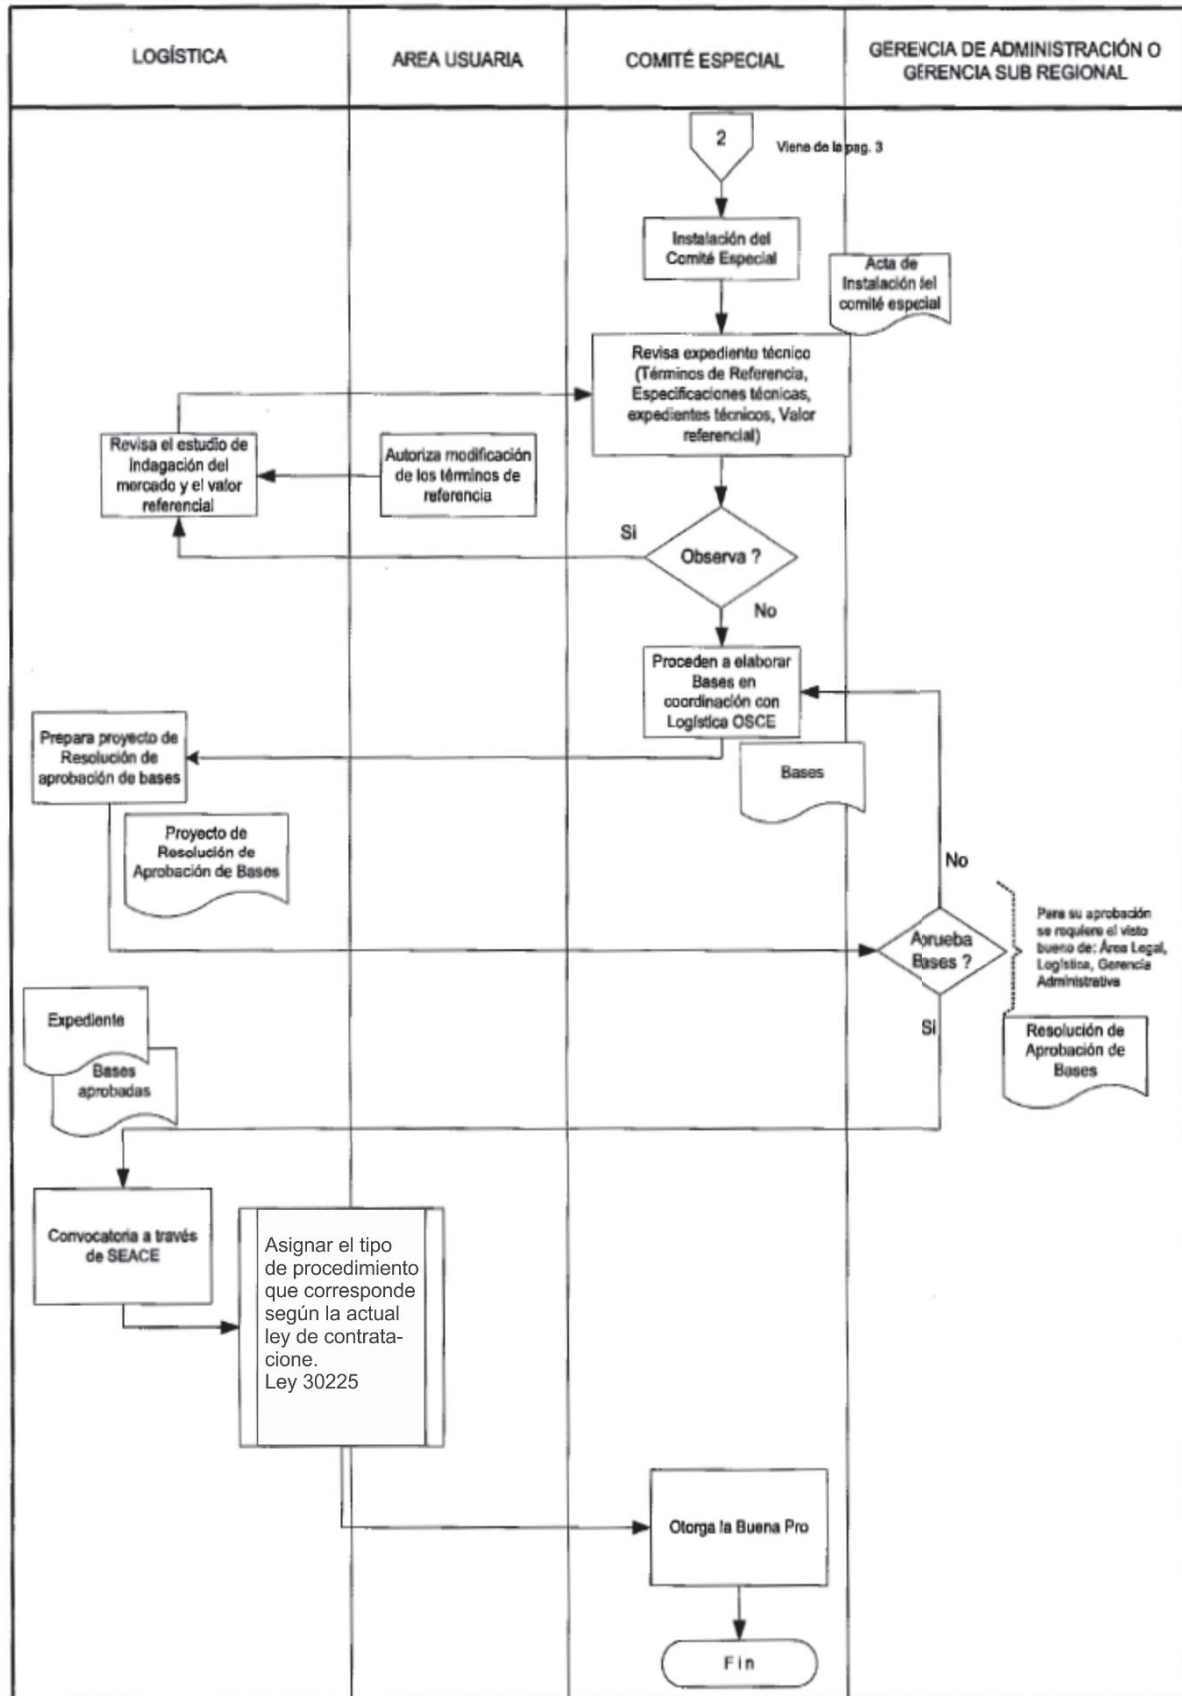 LOGÍSTICA
AREA USUARIA
COMITÉ ESPECIAL
GERENCIA DE ADMINISTRACIÓN O
GERENCIA SUB REGIONAL
2
Viene de la pag. 3
Instalación del
Comité Especial
Acta de
Instalación del
comité especial
Revisa expediente técnico
(Términos de Referencia,
Especificaciones técnicas,
expedientes técnicos, Valor
referencial)
Revisa el estudio de
Indagación del
mercado y el valor
referencial
Autoriza modificación
de los términos de
referencia
Si
Observa ?
No
Proceden a elaborar
Bases en
coordinación con
Logística OSCE
Prepara proyecto de
Resolución de
aprobación de bases
Bases
Proyecto de
Resolución de
Aprobación de Bases
No
Aprueba
Bases ?
Para su aprobación
se requiere el visto
bueno de: Área Legal,
Logística, Gerencia
Administrativa
Si
Resolución de
Aprobación de
Bases
Expediente
Bases
aprobadas
Convocatoria a través
de SEACE
Asignar el tipo
de procedimiento
que corresponde
según la actual
ley de contrata-
cione.
Ley 30225
Otorga la Buena Pro
Fin